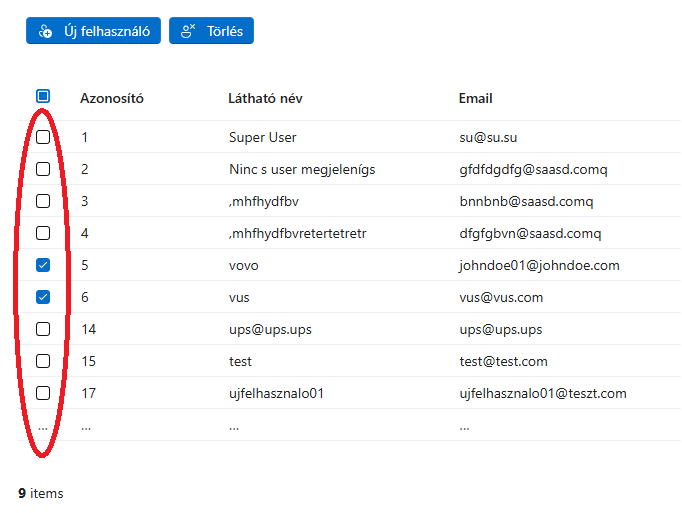 Új felhasználó Törlés
Azonosító Látható név Email
1 Super User su@su.su
2 Ninc s user megjelenígs gfdfdgdfg@saasd.comq
3 ,mhfhydfbv bnnbnb@saasd.comq
4 ,mhfhydfbvretertetretr dfgfgbvn@saasd.comq
5 vovo johndoe01@johndoe.com
6 vus vus@vus.com
14 ups@ups.ups ups@ups.ups
15 test test@test.com
17 ujfelhasznalo01 ujfelhasznalo01@teszt.com
... ... ... ...
9 items